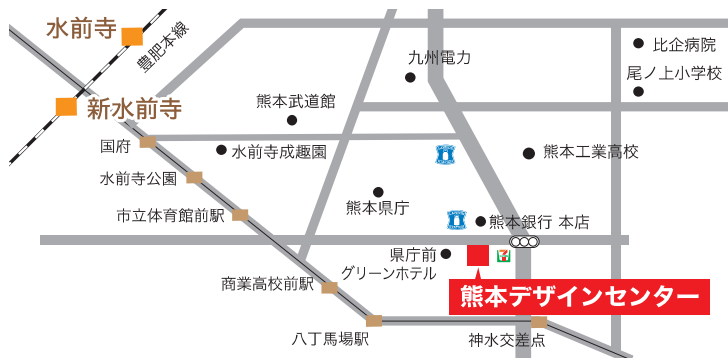 水前寺
豊肥本線
新水前寺
九州電力
比企病院
尾ノ上小学校
熊本武道館
国府
水前寺成趣園
熊本工業高校
水前寺公園
市立体育館前駅
熊本県庁
熊本銀行 本店
県庁前
グリーンホテル
商業高校前駅
熊本デザインセンター
八丁馬場駅
神水交差点